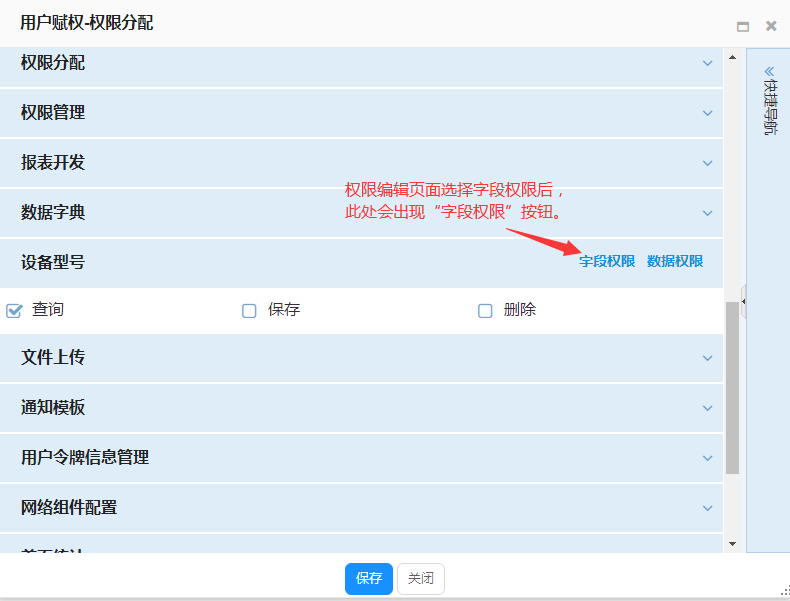 用户赋权-权限分配
权限分配
权限管理
报表开发
权限编辑页面选择字段权限后，
此处会出现“字段权限”按钮。
数据字典
设备型号
字段权限 数据权限
查询 保存 删除
文件上传
通知模板
用户令牌信息管理
网络组件配置
保存 关闭
快捷导航